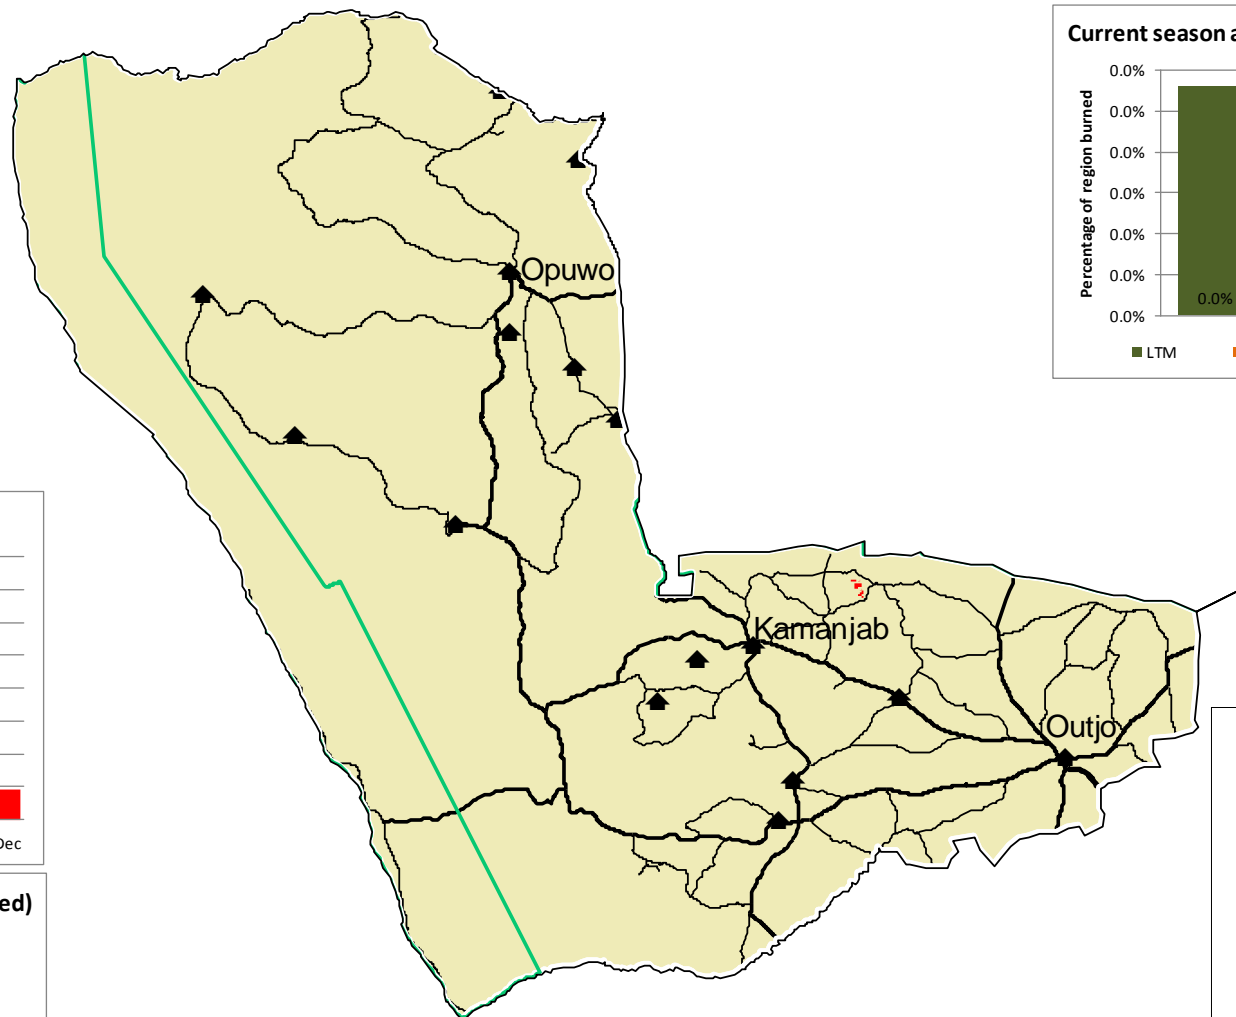 Current season a
Percentage of region burned
0.0%
0.0%
0.0%
0.0%
0.0%
0.0%
0.0%
0.0%
LTM
Opuwo
Kamanjab
Outjo
Dec
ed)